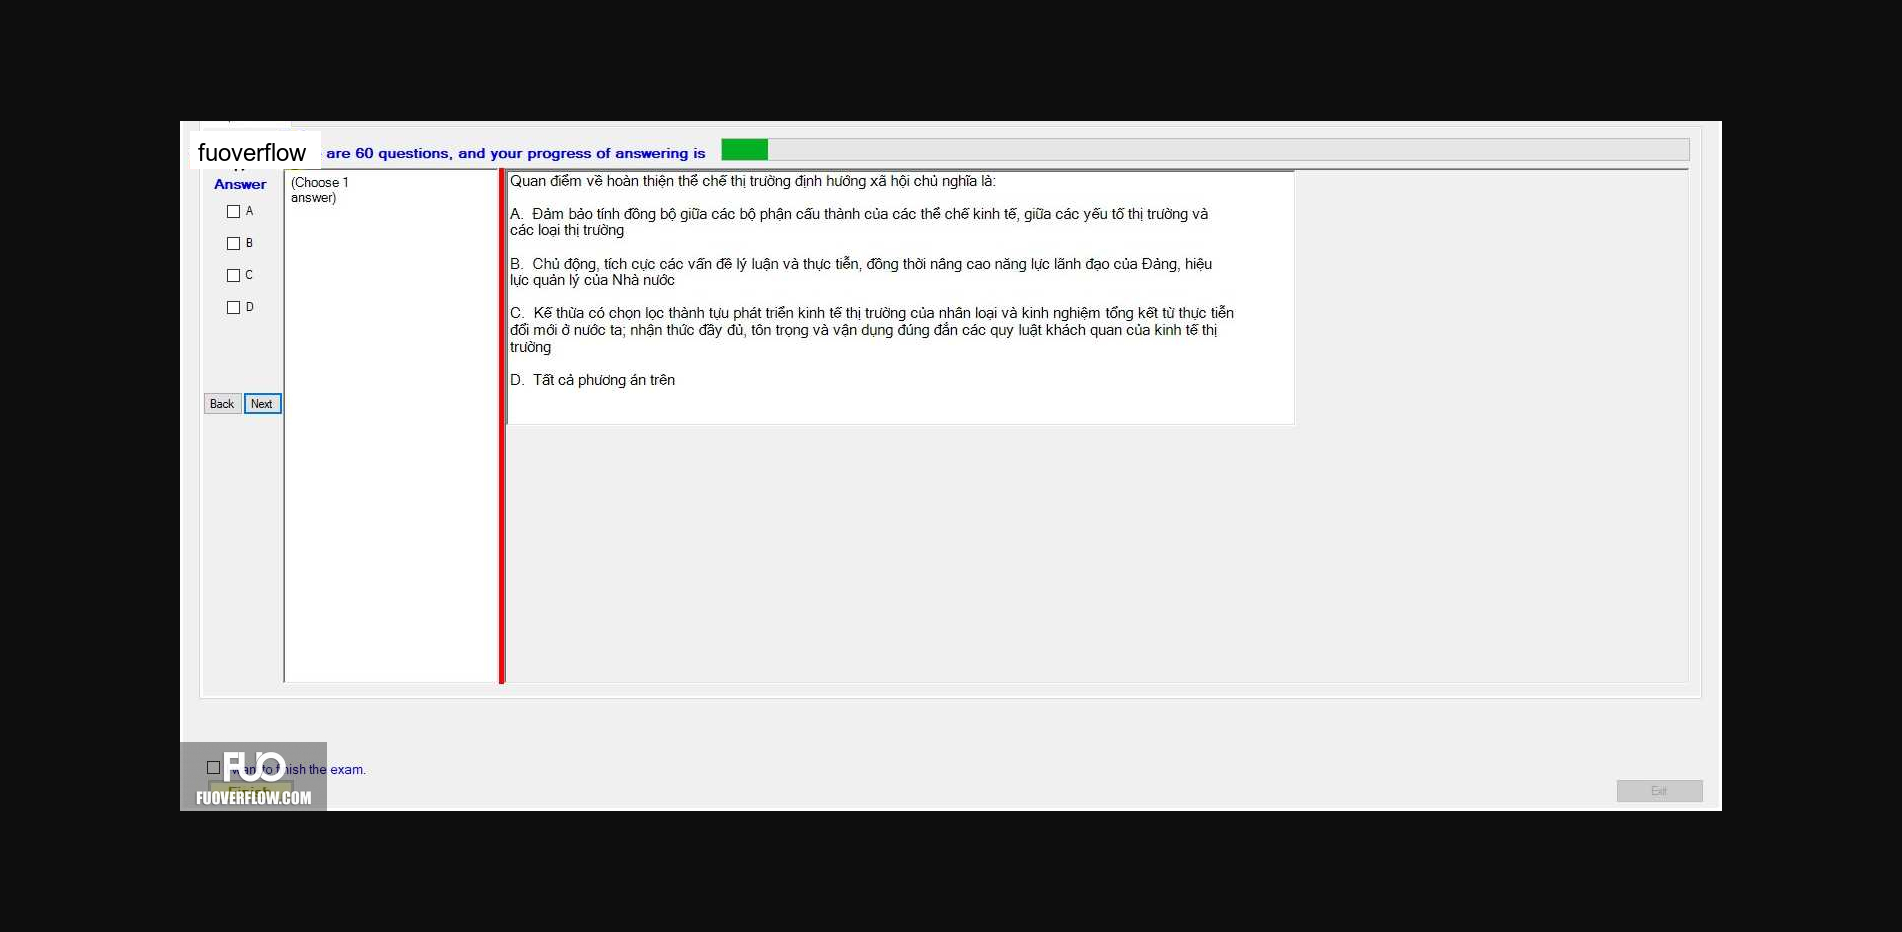 fuoverflow are 60 questions, and your progress of answering is
Answer
(Choose 1
answer)
A
B
C
D
Back Next
Quan điểm về hoàn thiện thể chế thị trường định hướng xã hội chủ nghĩa là:
A. Đảm bảo tính đồng bộ giữa các bộ phận cấu thành của các thể chế kinh tế, giữa các yếu tố thị trường và
các loại thị trường
B. Chủ động, tích cực các vấn đề lý luận và thực tiễn, đồng thời nâng cao năng lực lãnh đạo của Đảng, hiệu
lực quản lý của Nhà nước
C. Kế thừa có chọn lọc thành tựu phát triển kinh tế thị trường của nhân loại và kinh nghiệm tổng kết từ thực tiễn
đổi mới ở nước ta; nhận thức đầy đủ, tôn trọng và vận dụng đúng đắn các quy luật khách quan của kinh tế thị
trường
D. Tất cả phương án trên
FUO
want to finish the exam.
Finish
FUOVERFLOW.COM
Exit